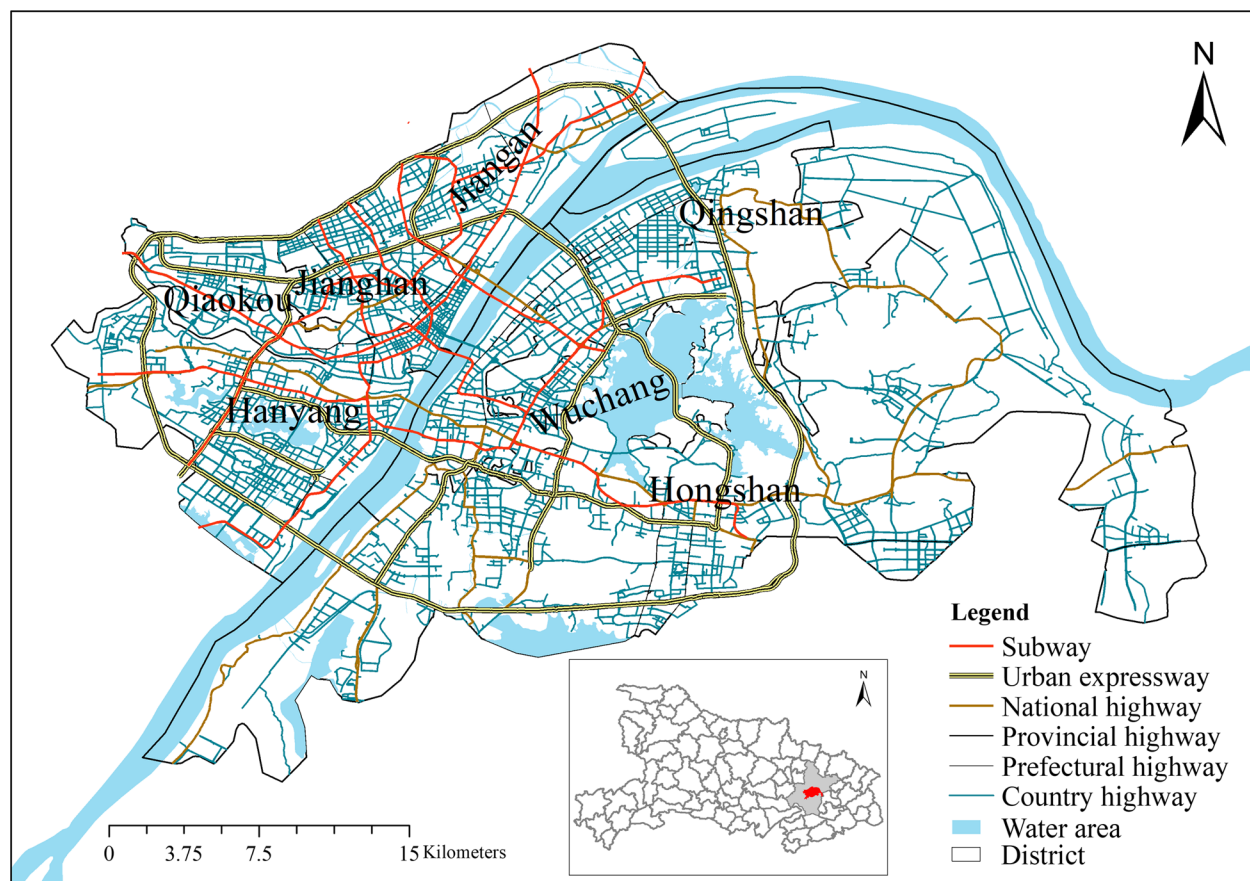 N
Jiangan
Qingshan
Jianghan
Qiaokou
Wuchang
Hanyang
Hongshan
Legend
Subway
Urban expressway
National highway
Provincial highway
Prefectural highway
Country highway
Water area
District
N
0 3.75 7.5 15 Kilometers